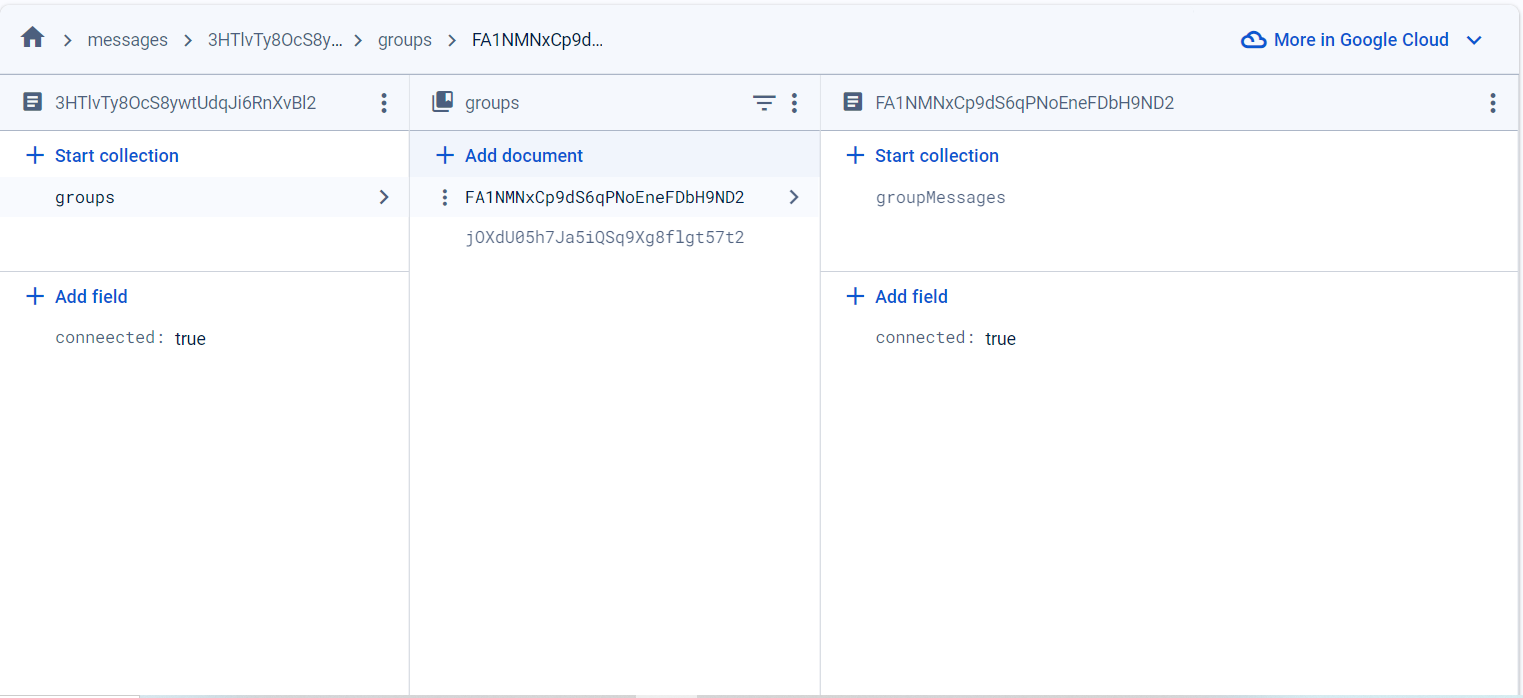 messages 3HTlvTy8OcS8y... groups FA1NMNxCp9d... More in Google Cloud
3HTlvTy8OcS8ywtUdqJi6RnXvBl2 groups FA1NMNxCp9dS6qPNoEneFDbH9ND2
Start collection Add document Start collection
groups FA1NMNxCp9dS6qPNoEneFDbH9ND2 groupMessages
jOXdU05h7Ja5iQSq9Xg8flgt57t2
Add field Add field
conneected: true connected: true